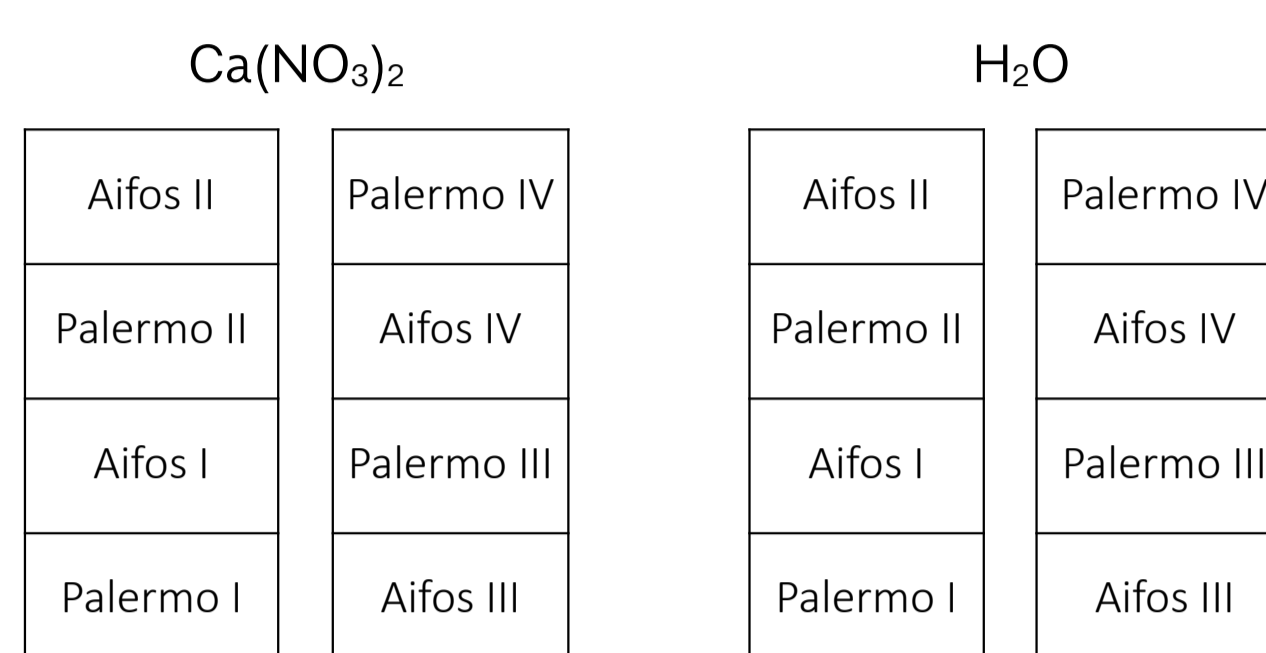 Ca(NO₃)₂
H₂O
Aifos II
Palermo IV
Aifos II
Palermo IV
Palermo II
Aifos IV
Palermo II
Aifos IV
Aifos I
Palermo III
Aifos I
Palermo III
Palermo I
Aifos III
Palermo I
Aifos III